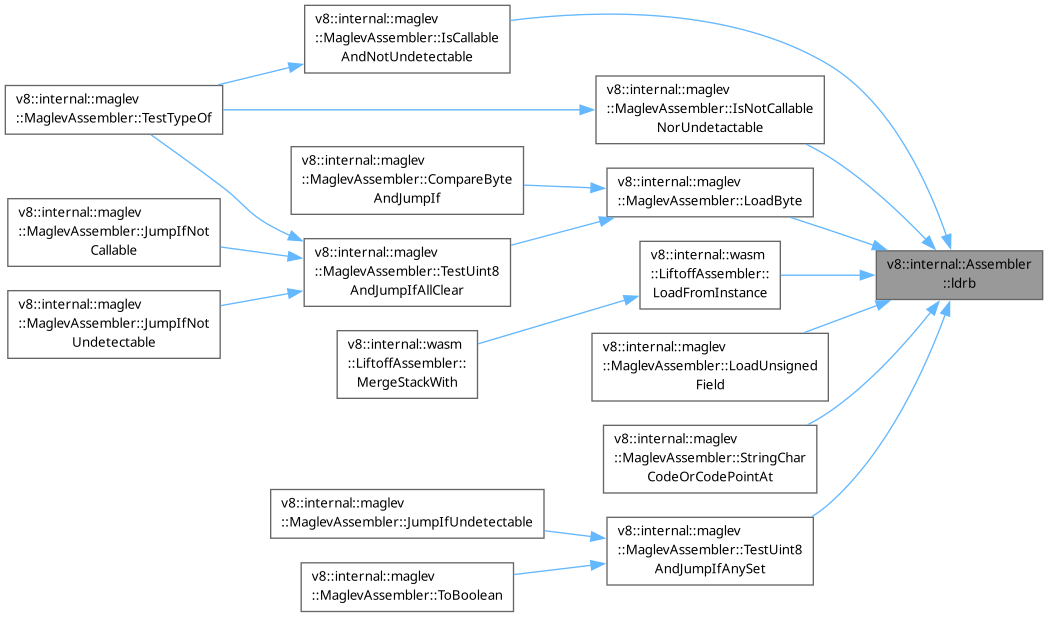 v8::internal::maglev
::MaglevAssembler::IsCallable
AndNotUndetectable
v8::internal::maglev
::MaglevAssembler::TestTypeOf
v8::internal::maglev
::MaglevAssembler::IsNotCallable
NorUndetactable
v8::internal::maglev
::MaglevAssembler::CompareByte
AndJumpIf
v8::internal::maglev
::MaglevAssembler::LoadByte
v8::internal::maglev
::MaglevAssembler::JumpIfNot
Callable
v8::internal::maglev
::MaglevAssembler::TestUint8
AndJumpIfAllClear
v8::internal::wasm
::LiftoffAssembler::
LoadFromInstance
v8::internal::Assembler
::ldrb
v8::internal::maglev
::MaglevAssembler::JumpIfNot
Undetectable
v8::internal::wasm
::LiftoffAssembler::
MergeStackWith
v8::internal::maglev
::MaglevAssembler::LoadUnsigned
Field
v8::internal::maglev
::MaglevAssembler::StringChar
CodeOrCodePointAt
v8::internal::maglev
::MaglevAssembler::JumpIfUndetectable
v8::internal::maglev
::MaglevAssembler::TestUint8
AndJumpIfAnySet
v8::internal::maglev
::MaglevAssembler::ToBoolean